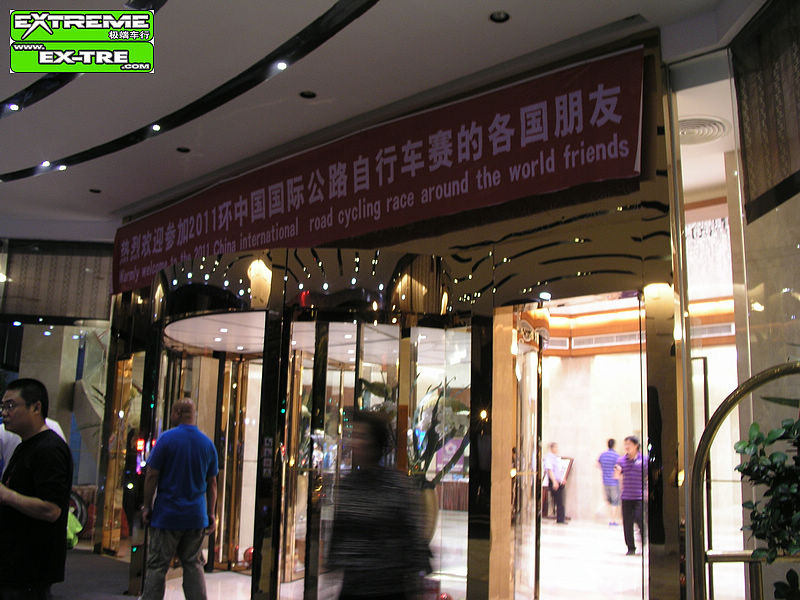 EXTREME
极端车行
www.
EX-TRE
.COM
热烈欢迎参加2011环中国国际公路自行车赛的各国朋友
Warmly welcome to the 2011 China international road cycling race around the world friends